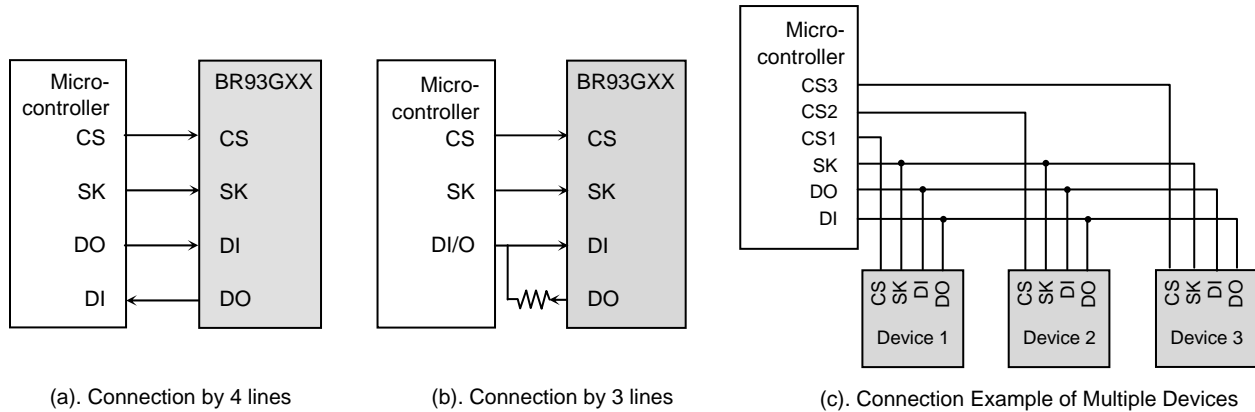 Micro-
controller
CS
SK
DO
DI
BR93GXX
CS
SK
DI
DO
(a). Connection by 4 lines
Micro-
controller
CS
SK
DI/O
BR93GXX
CS
SK
DI
DO
(b). Connection by 3 lines
Micro-
controller
CS3
CS2
CS1
SK
DO
DI
CS
SK
DI
DO
Device 1
CS
SK
DI
DO
Device 2
CS
SK
DI
DO
Device 3
(c). Connection Example of Multiple Devices